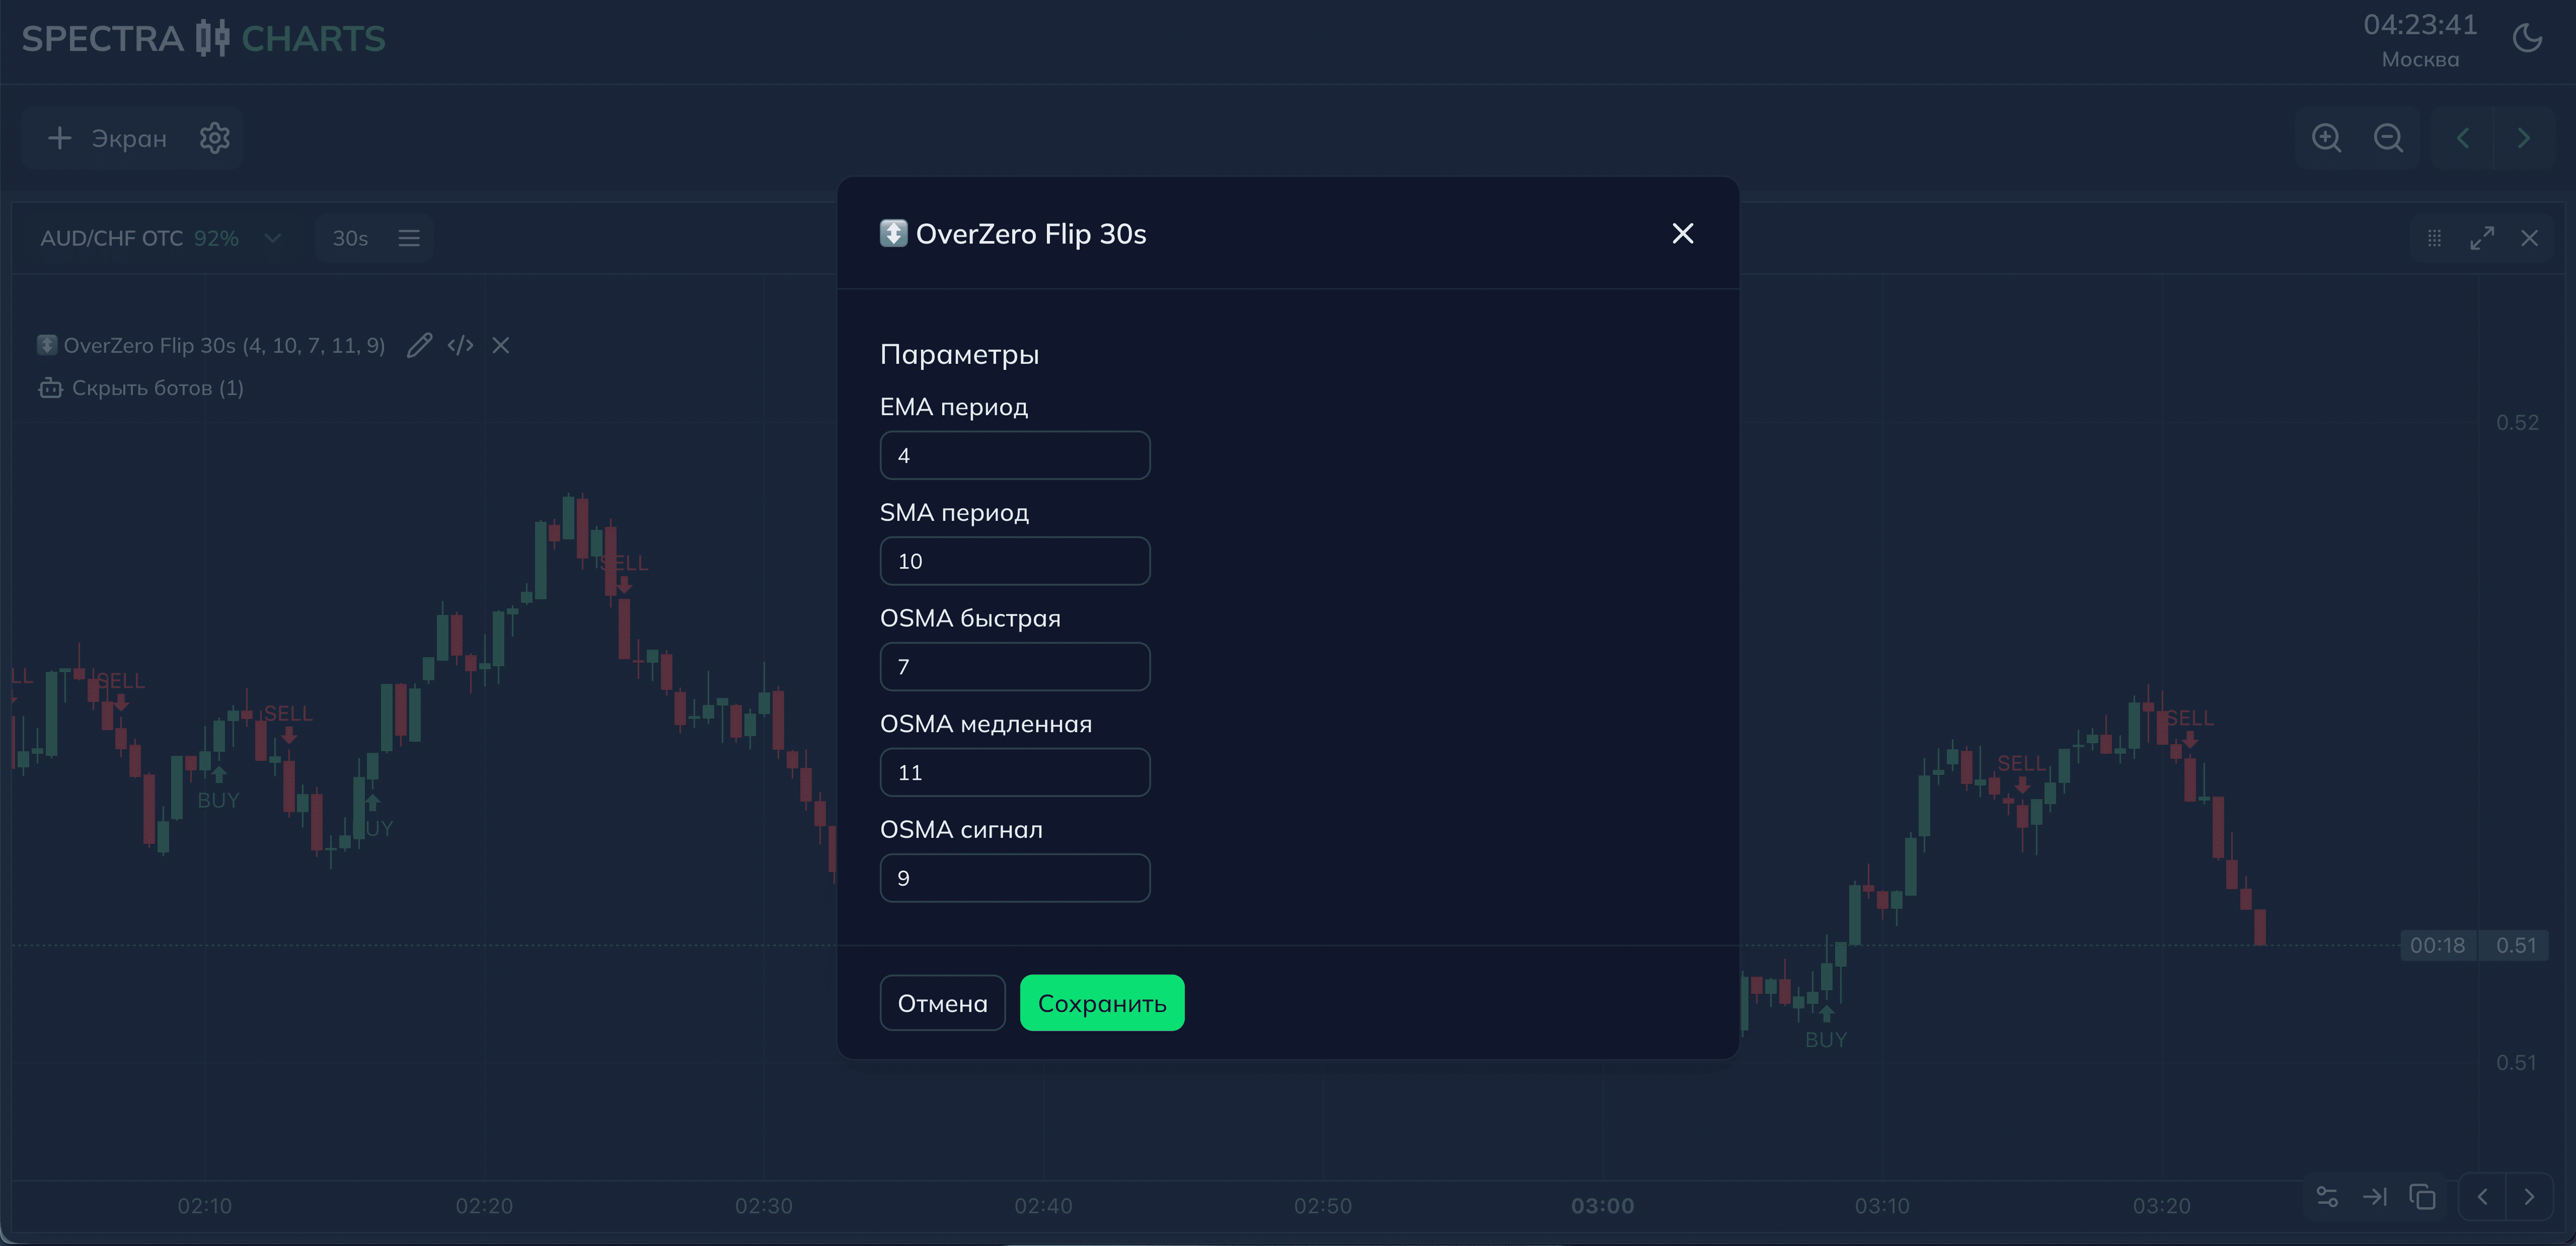 SPECTRA CHARTS
04:23:41
Москва
Экран
AUD/CHF OTC 92%
30s
OverZero Flip 30s (4, 10, 7, 11, 9)
Скрыть ботов (1)
OverZero Flip 30s
Параметры
EMA период
4
SMA период
10
OSMA быстрая
7
OSMA медленная
11
OSMA сигнал
9
Отмена
Сохранить
LL
SELL
BUY
SELL
UY
SELL
BUY
SELL
SELL
0.52
00:18
0.51
0.51
02:10
02:20
02:30
02:40
02:50
03:00
03:10
03:20